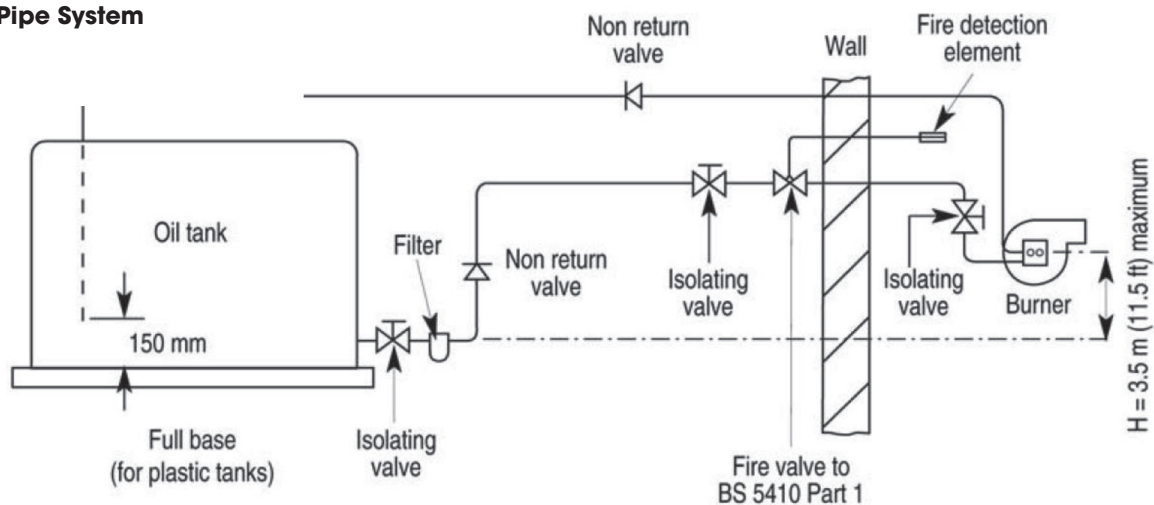 Pipe System
Non return
valve
Wall
Fire detection
element
Oil tank
Filter
Non return
valve
Isolating
valve
Isolating
valve
Burner
150 mm
H = 3.5 m (11.5 ft) maximum
Full base
(for plastic tanks)
Isolating
valve
Fire valve to
BS 5410 Part 1